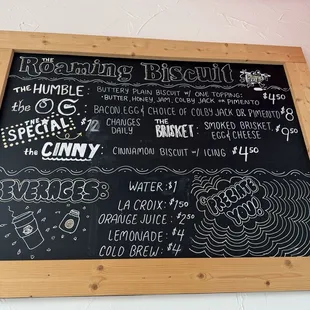 The Roaming Biscuit
THE HUMBLE: BUTTERY PLAIN BISCUIT W/ ONE TOPPING:
BUTTER, HONEY, JAM, COLBY JACK OR PIMENTO $4.50
the O.G: BACON, EGG & CHOICE OF COLBY JACK OR PIMENTO $8
THE SPECIAL: $12 CHANGES DAILY
THE BRISKET: SMOKED BRISKET, EGG & CHEESE $9.50
the CINNY: CINNAMON BISCUIT W/ ICING $4.50
BEVERAGES
WATER: $1
LA CROIX: $1.50
ORANGE JUICE: $2.50
LEMONADE: $4
COLD BREW: $4
'PRECIATE YOU!